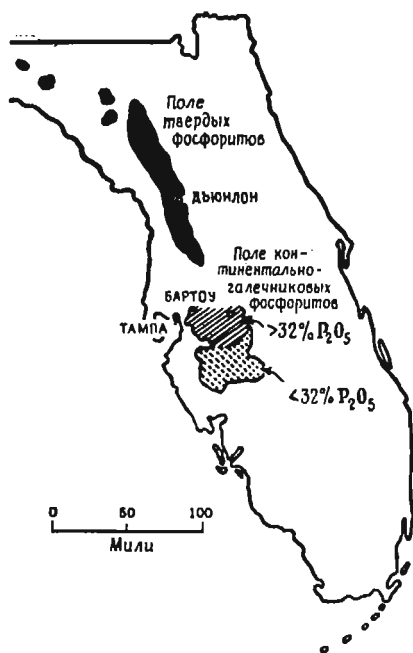 Поле
твердых
фосфоритов
ДЬЮНЛОН
Поле кон-
тинентально-
галечниковых
фосфоритов
БАРТОУ
ТАМПА
>32% P₂O₅
<32% P₂O₅
0 50 100
Мили